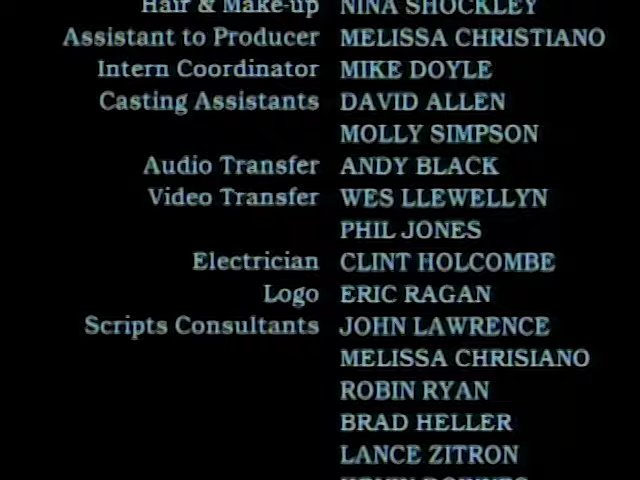 Hair & Make-up NINA SHOCKLEY
Assistant to Producer MELISSA CHRISTIANO
Intern Coordinator MIKE DOYLE
Casting Assistants DAVID ALLEN
MOLLY SIMPSON
Audio Transfer ANDY BLACK
Video Transfer WES LLEWELLYN
PHIL JONES
Electrician CLINT HOLCOMBE
Logo ERIC RAGAN
Scripts Consultants JOHN LAWRENCE
MELISSA CHRISIANO
ROBIN RYAN
BRAD HELLER
LANCE ZITRON